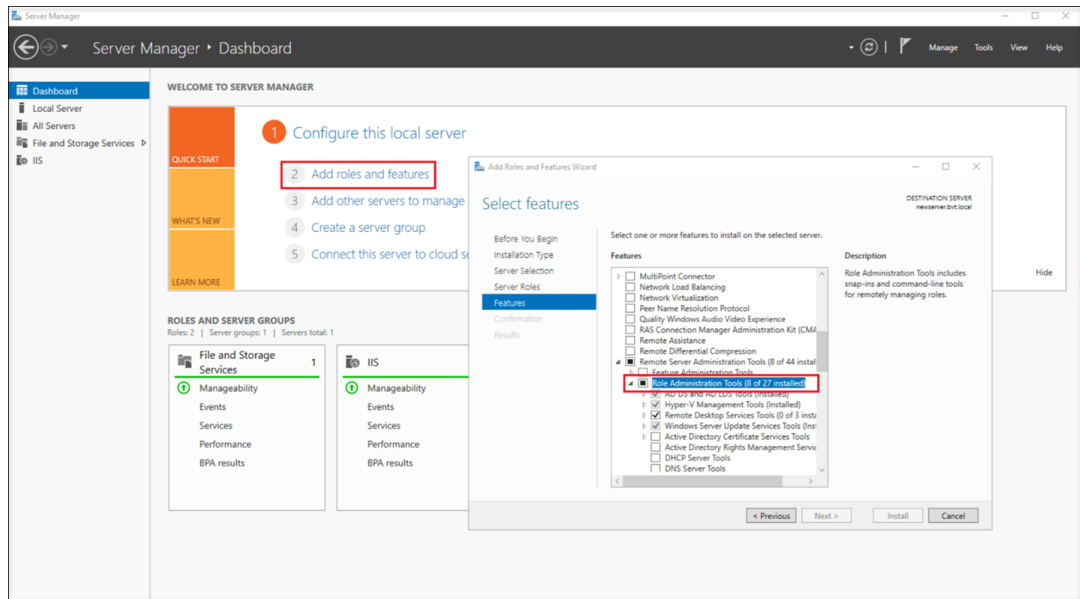 Server Manager
Server Manager • Dashboard
Manage Tools View Help
Dashboard
Local Server
All Servers
File and Storage Services
IIS
WELCOME TO SERVER MANAGER
QUICK START
WHAT'S NEW
LEARN MORE
1 Configure this local server
2 Add roles and features
3 Add other servers to manage
4 Create a server group
5 Connect this server to cloud se
Hide
ROLES AND SERVER GROUPS
Roles: 2 | Server groups: 1 | Servers total: 1
File and Storage Services 1
Manageability
Events
Services
Performance
BPA results
IIS
Manageability
Events
Services
Performance
BPA results
Add Roles and Features Wizard
Select features
DESTINATION SERVER
newserver.bvt.local
Before You Begin
Installation Type
Server Selection
Server Roles
Features
Confirmation
Results
Select one or more features to install on the selected server.
Features
MultiPoint Connector
Network Load Balancing
Network Virtualization
Peer Name Resolution Protocol
Quality Windows Audio Video Experience
RAS Connection Manager Administration Kit (CMA
Remote Assistance
Remote Differential Compression
Remote Server Administration Tools (8 of 44 instal
Feature Administration Tools
Role Administration Tools (8 of 27 installed)
AD DS and AD LDS Tools (Installed)
Hyper-V Management Tools (Installed)
Remote Desktop Services Tools (0 of 3 insta
Windows Server Update Services Tools (Ins
Active Directory Certificate Services Tools
Active Directory Rights Management Servic
DHCP Server Tools
DNS Server Tools
Description
Role Administration Tools includes
snap-ins and command-line tools
for remotely managing roles.
< Previous Next > Install Cancel